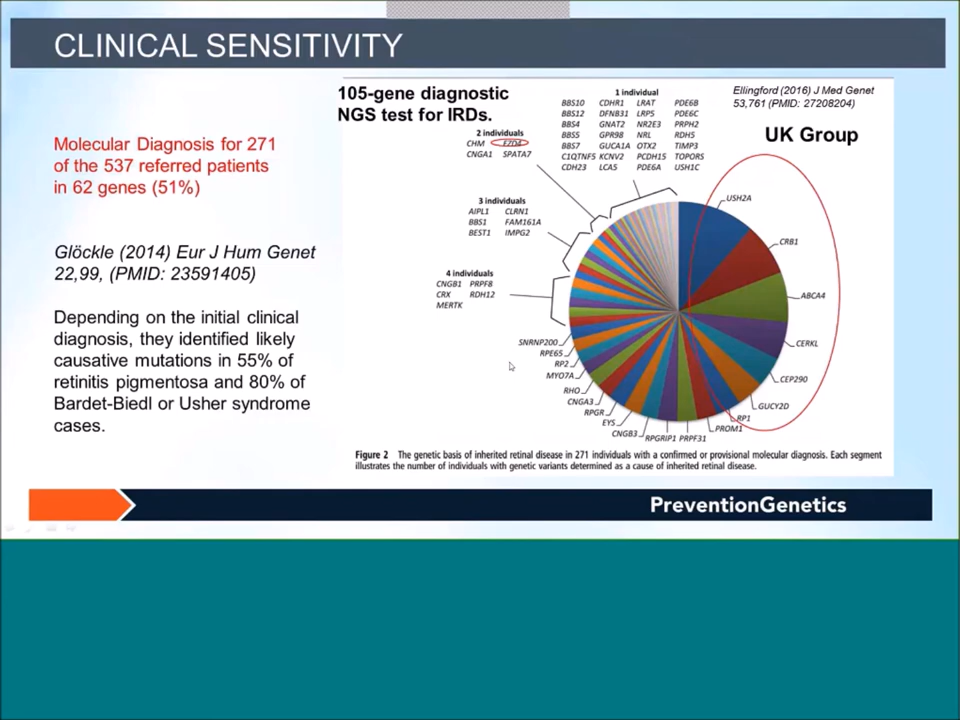 CLINICAL SENSITIVITY
Molecular Diagnosis for 271
of the 537 referred patients
in 62 genes (51%)
Glöckle (2014) Eur J Hum Genet
22,99, (PMID: 23591405)
Depending on the initial clinical
diagnosis, they identified likely
causative mutations in 55% of
retinitis pigmentosa and 80% of
Bardet-Biedl or Usher syndrome
cases.
105-gene diagnostic
NGS test for IRDs.
Ellingford (2016) J Med Genet
53,761 (PMID: 27208204)
UK Group
1 individual
BBS10 CDHR1 LRAT PDE6B
BBS12 DFNB31 LRP5 PDE6C
BBS4 GNAT2 NR2E3 PRPH2
BBS5 GPR98 NRL RDH5
BBS7 GUCA1A OTX2 TIMP3
C1QTNF5 KCNV2 PCDH15 TOPORS
CDH23 LCA5 PDE6A USH1C
2 individuals
CHM FZD4
CNGA1 SPATA7
3 individuals
AIPL1 CLRN1
BBS1 FAM161A
BEST1 IMPG2
4 individuals
CNGB1 PRPF8
CRX RDH12
MERTK
USH2A
CRB1
ABCA4
CERKL
CEP290
GUCY2D
RP1
PROM1
PRPF31
RPGRIP1
CNGB3
EYS
RPGR
CNGA3
RHO
MYO7A
RP2
RPE65
SNRNP200
Figure 2 The genetic basis of inherited retinal disease in 271 individuals with a confirmed or provisional molecular diagnosis. Each segment
illustrates the number of individuals with genetic variants determined as a cause of inherited retinal disease.
PreventionGenetics